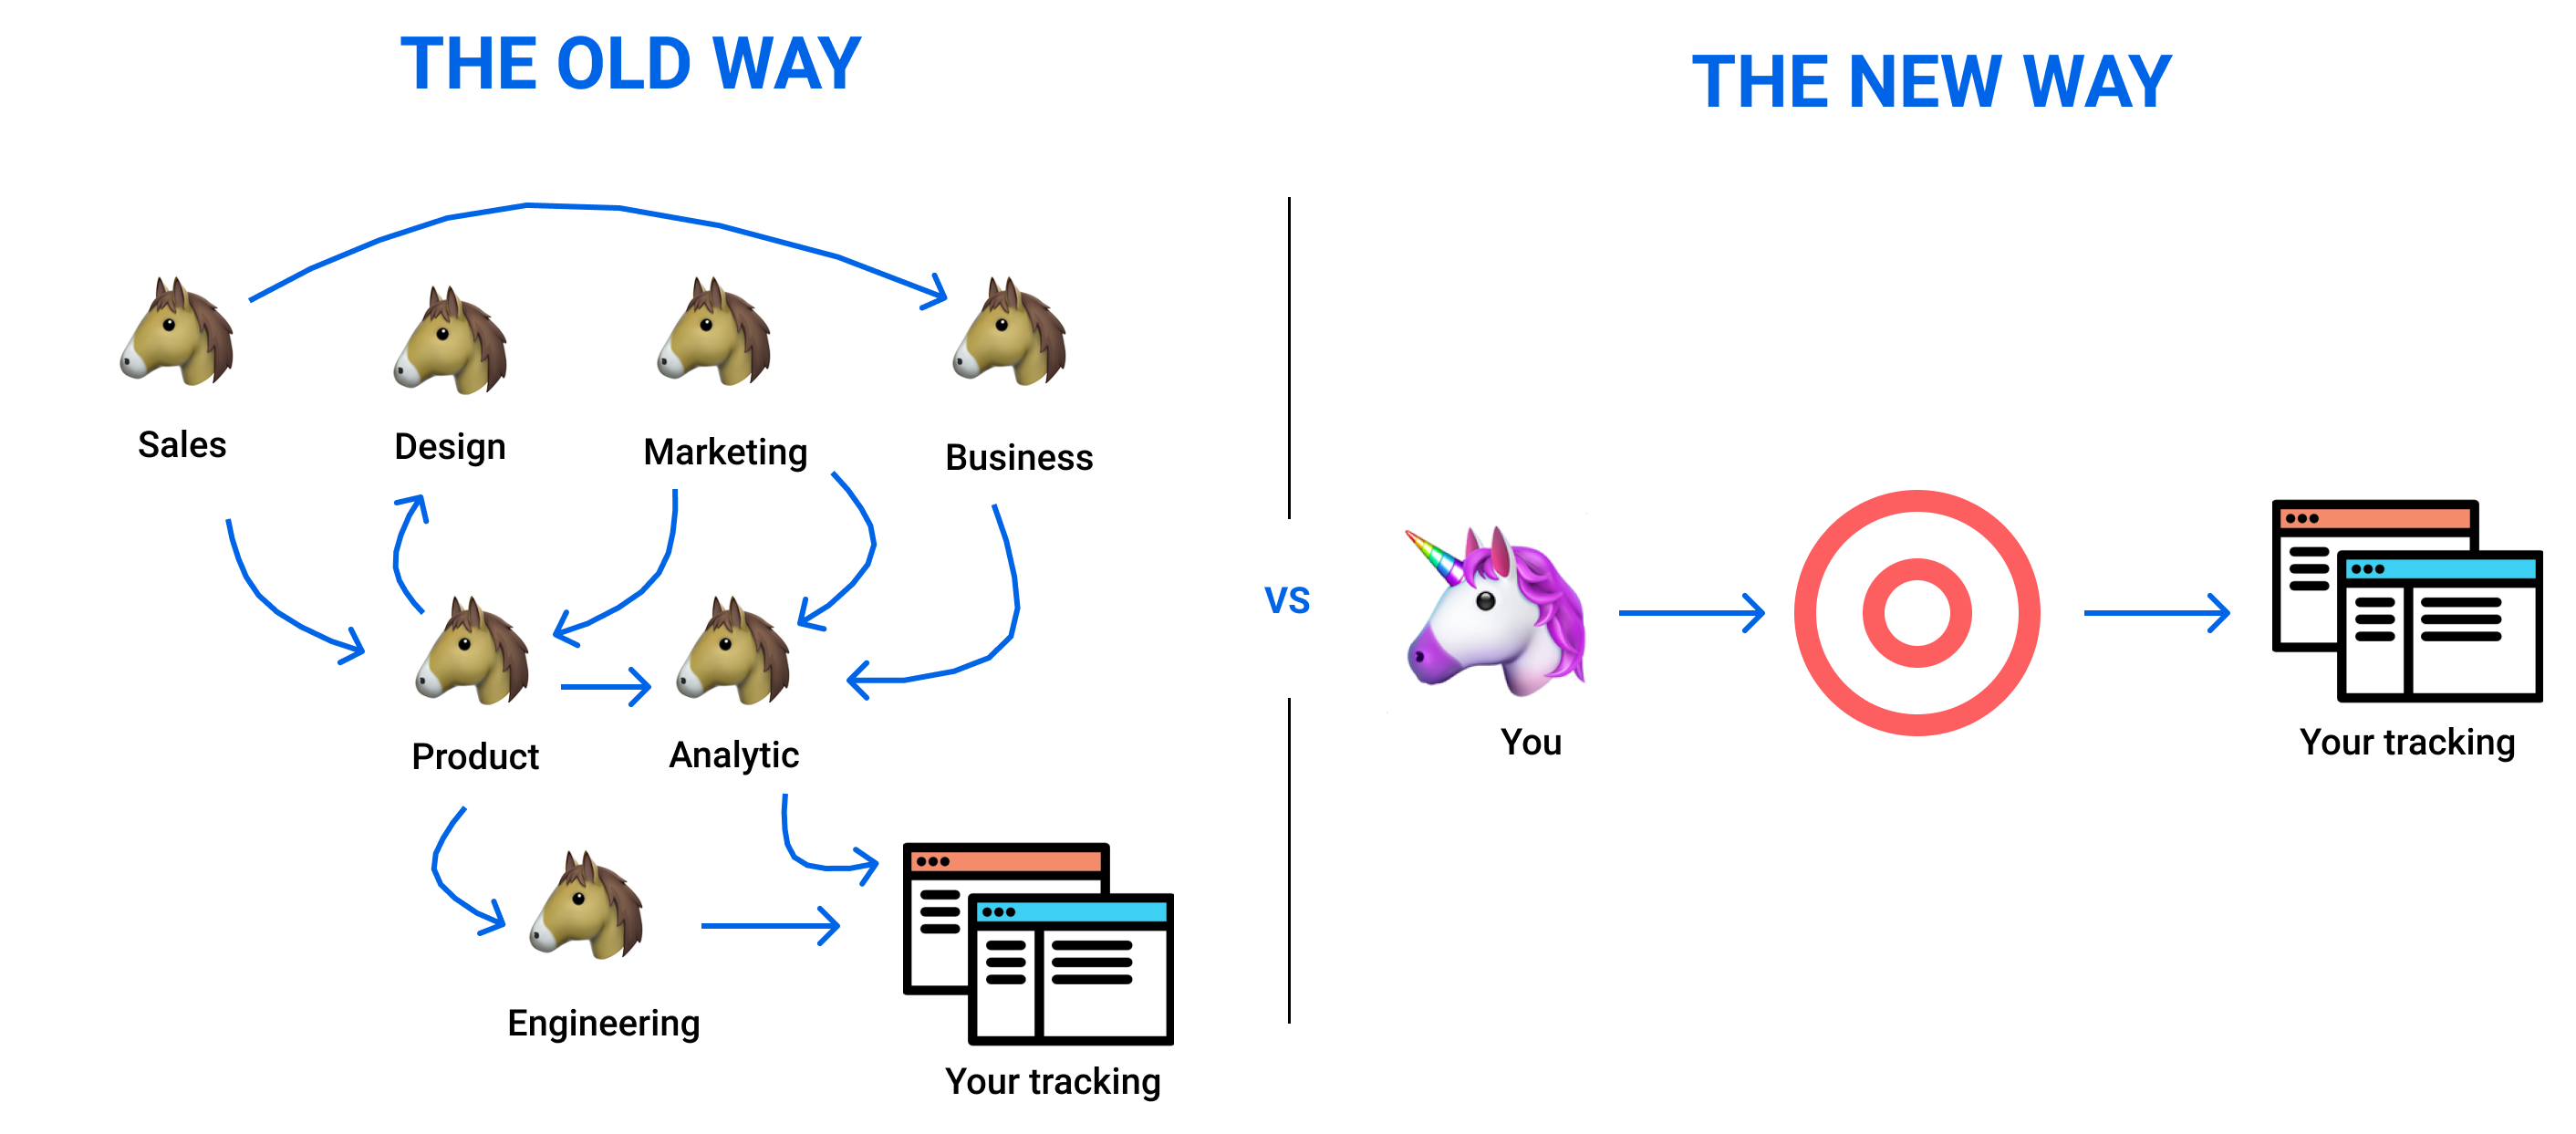 THE OLD WAY
THE NEW WAY
Sales
Design
Marketing
Business
VS
Product
Analytic
You
Your tracking
Engineering
Your tracking